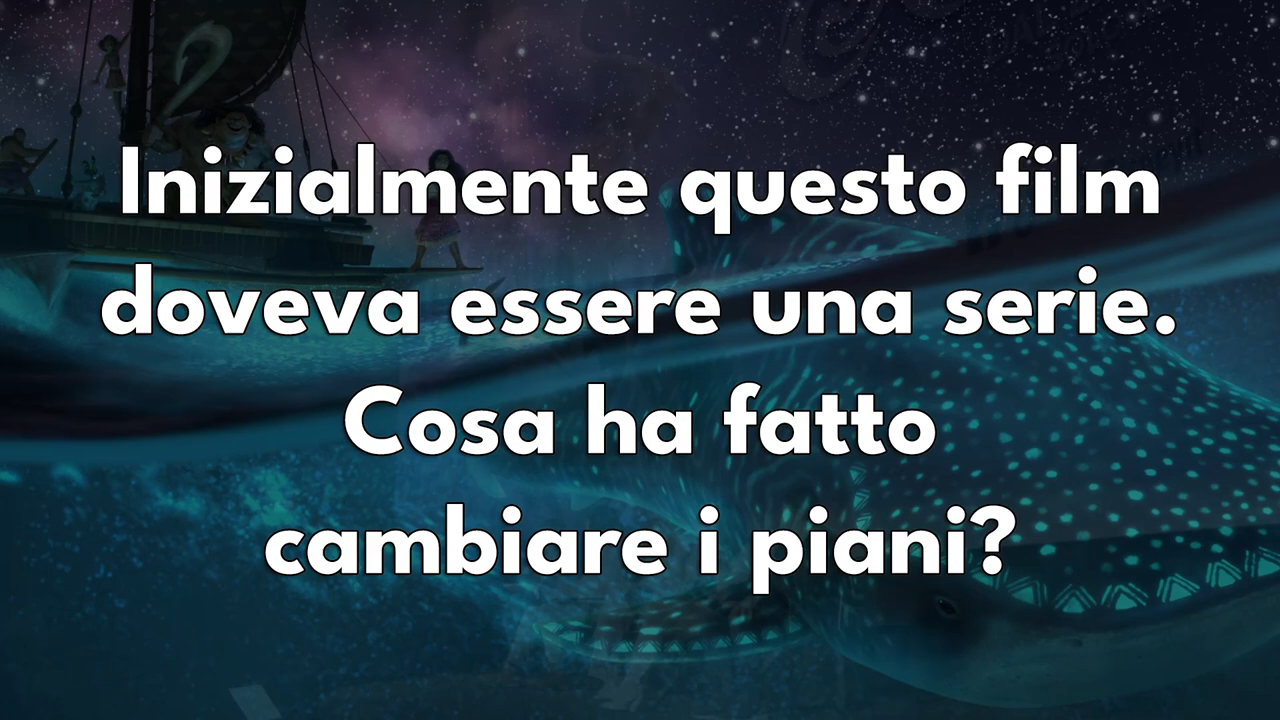 Inizialmente questo film
doveva essere una serie.
Cosa ha fatto
cambiare i piani?